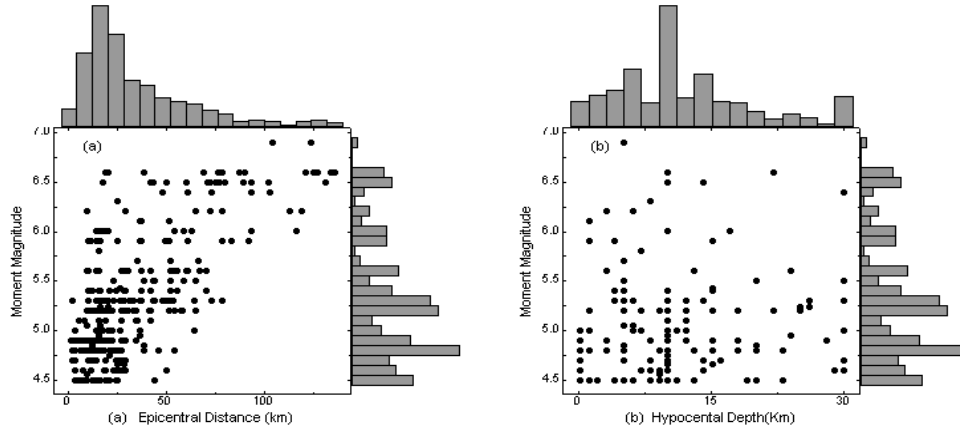 7.0
6.5
6.0
5.5
5.0
4.5
Moment Magnitude
(a)
0 50 100
(a) Epicentral Distance (km)
7.0
6.5
6.0
5.5
5.0
4.5
Moment Magnitude
(b)
0 15 30
(b) Hypocental Depth(Km)